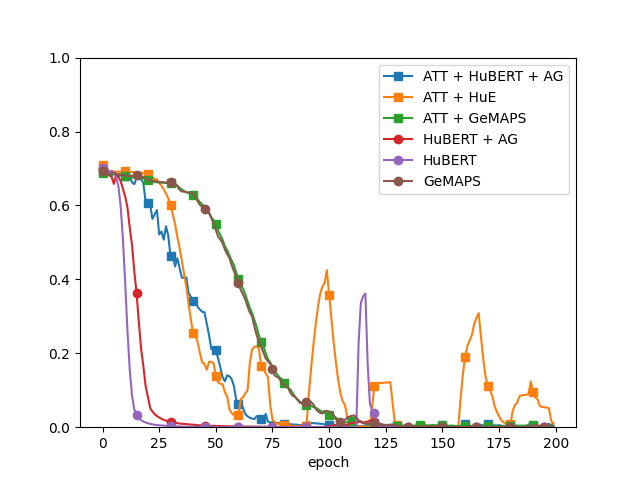 1.0
0.8
0.6
0.4
0.2
0.0
0
25
50
75
100
125
150
175
200
epoch
ATT + HuBERT + AG
ATT + HuE
ATT + GeMAPS
HuBERT + AG
HuBERT
GeMAPS